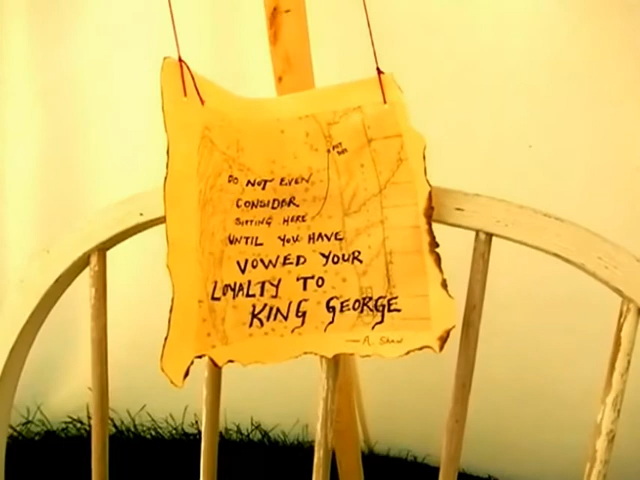 DO NOT EVEN
CONSIDER
SITTING HERE
UNTIL YOU HAVE
VOWED YOUR
LOYALTY TO
KING GEORGE
— A. Shaw